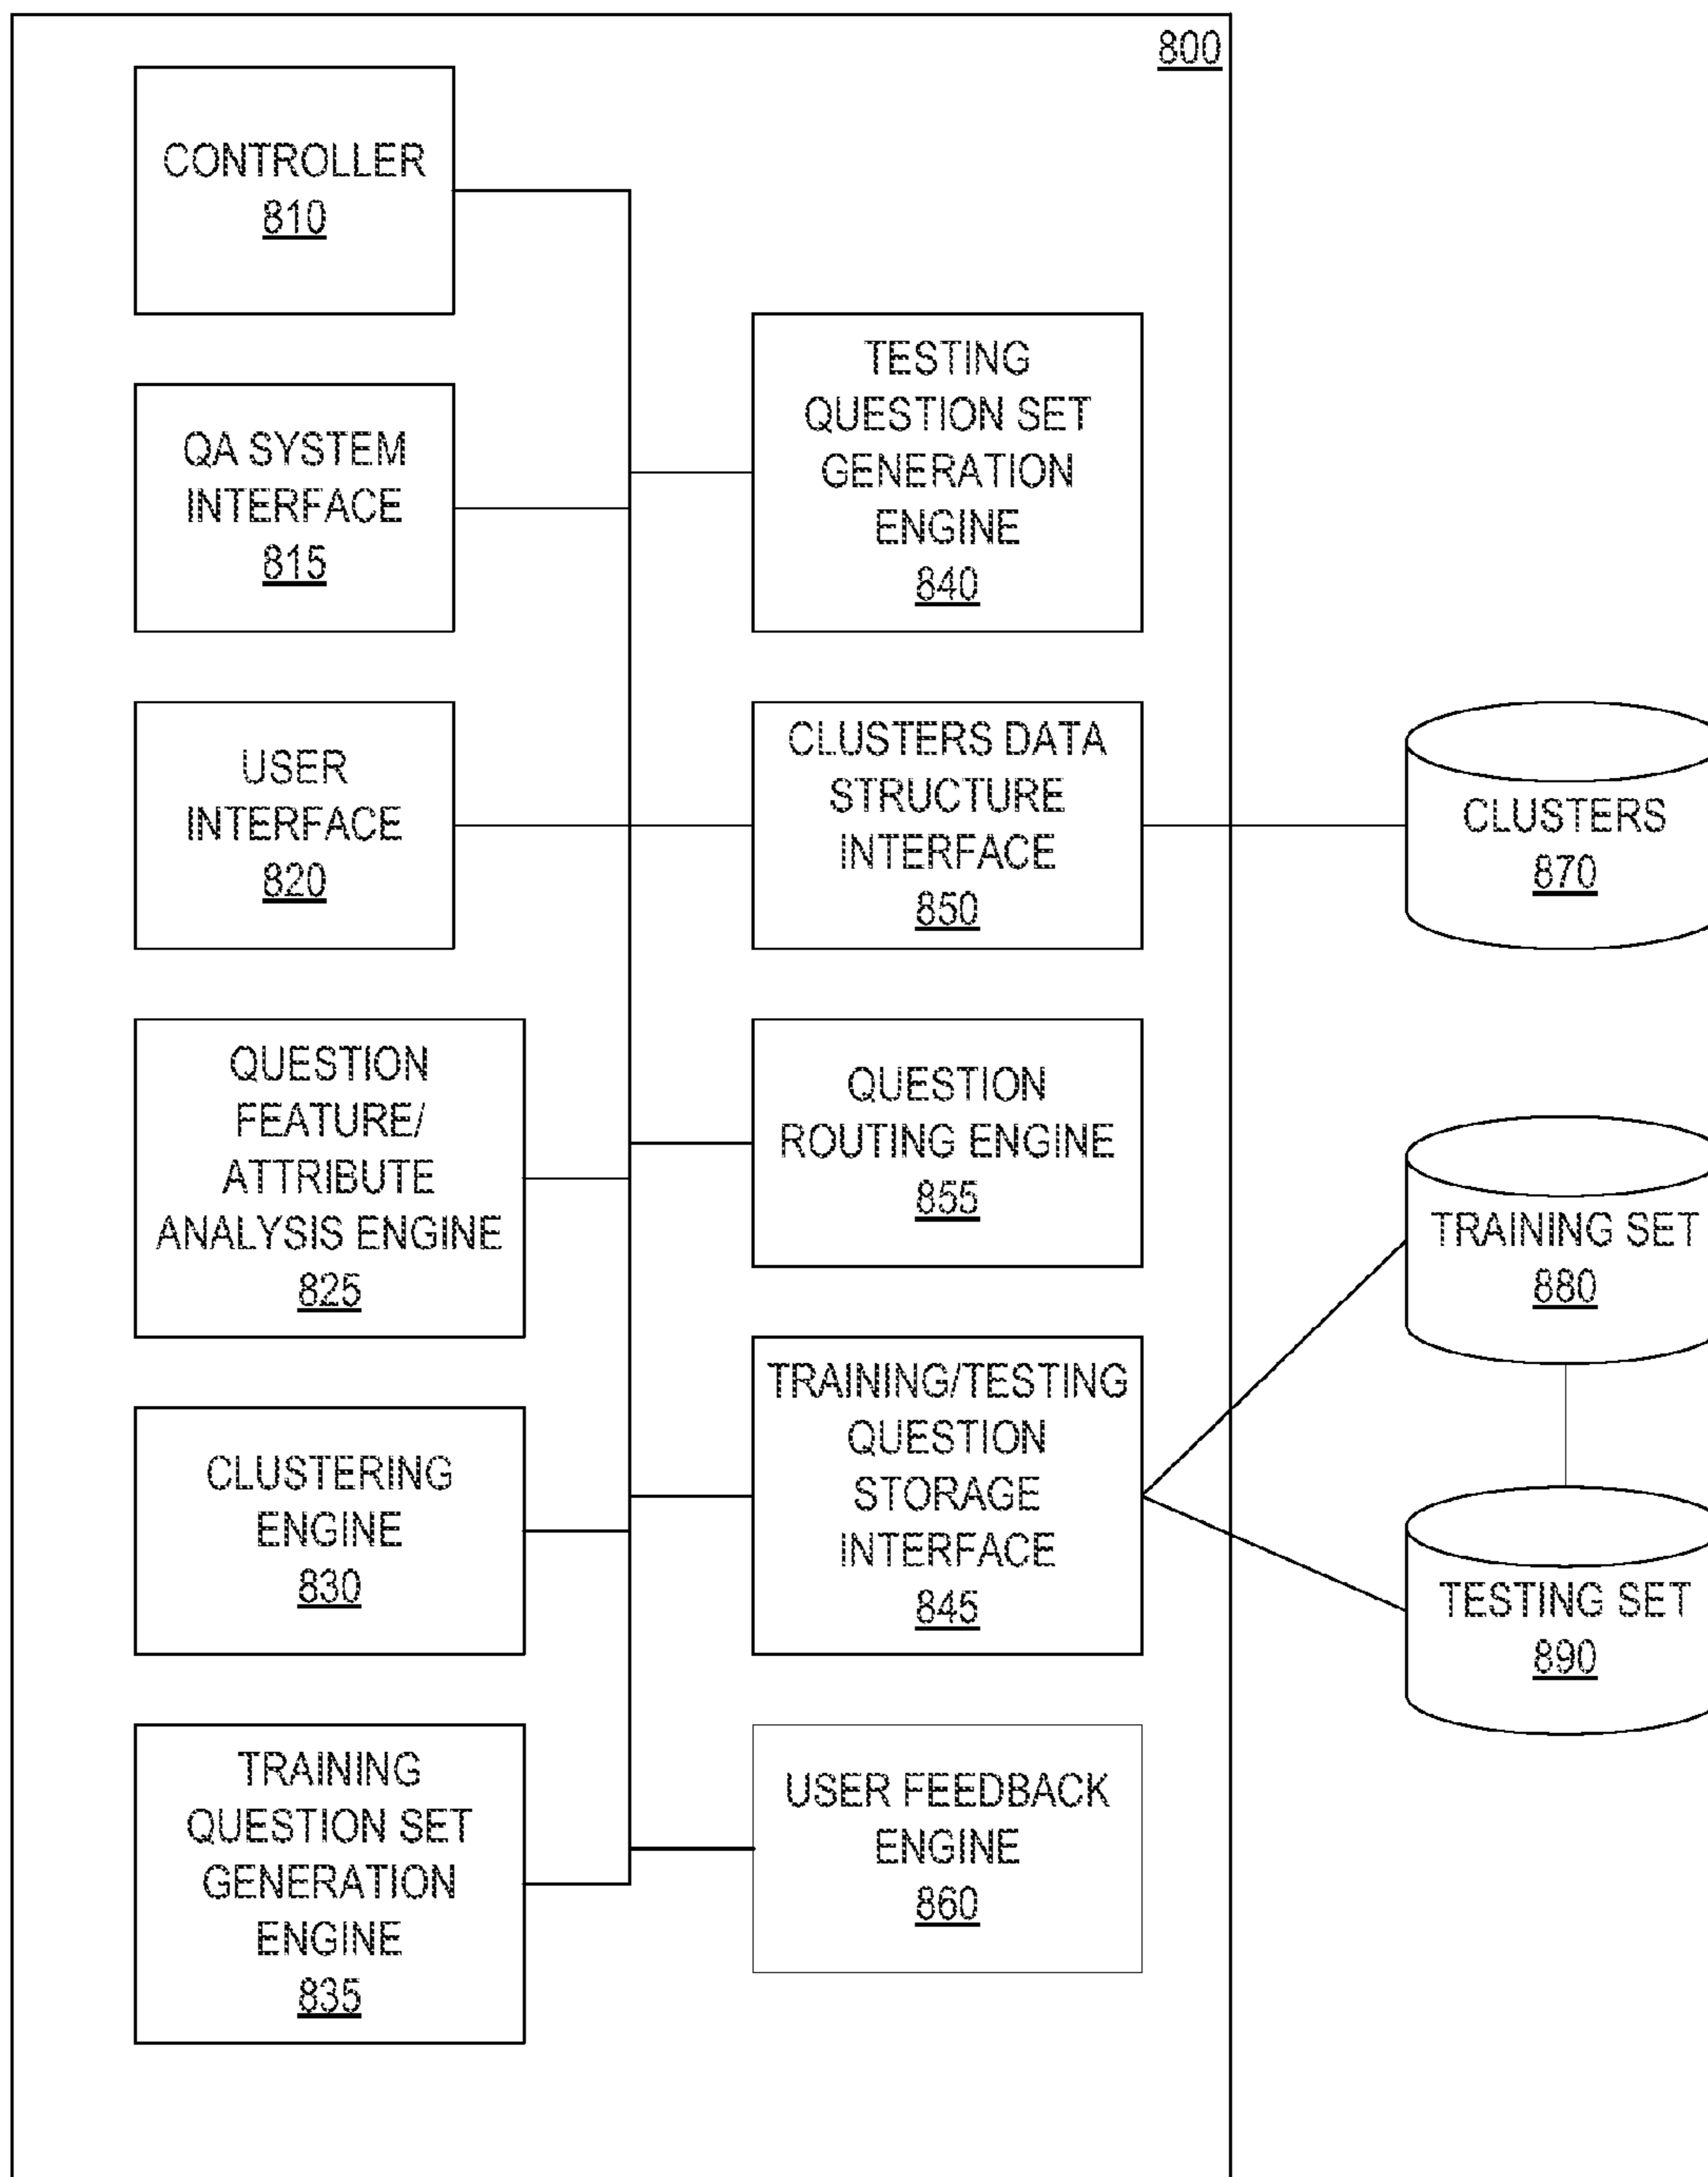 800
CONTROLLER
810
QA SYSTEM
INTERFACE
815
USER
INTERFACE
820
QUESTION
FEATURE/
ATTRIBUTE
ANALYSIS ENGINE
825
CLUSTERING
ENGINE
830
TRAINING
QUESTION SET
GENERATION
ENGINE
835
TESTING
QUESTION SET
GENERATION
ENGINE
840
CLUSTERS DATA
STRUCTURE
INTERFACE
850
QUESTION
ROUTING ENGINE
855
TRAINING/TESTING
QUESTION
STORAGE
INTERFACE
845
USER FEEDBACK
ENGINE
860
CLUSTERS
870
TRAINING SET
880
TESTING SET
890